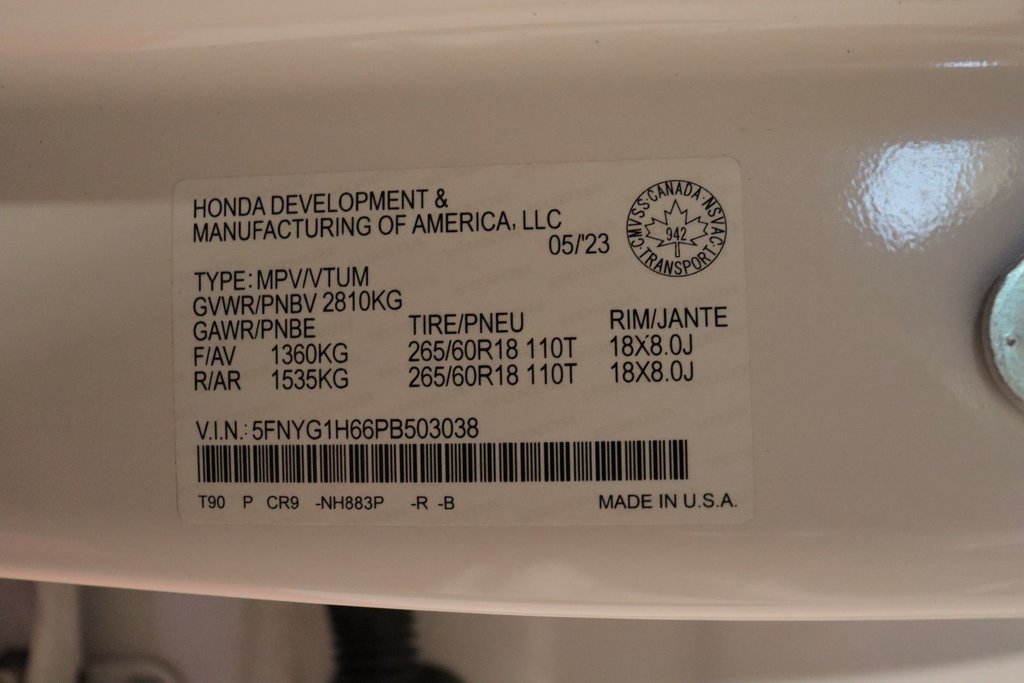 HONDA DEVELOPMENT &
MANUFACTURING OF AMERICA, LLC
05/'23
CMVSS·CANADA·NSVAC·TRANSPORT·
942
TYPE: MPV/VTUM
GVWR/PNBV 2810KG
GAWR/PNBE TIRE/PNEU RIM/JANTE
F/AV 1360KG 265/60R18 110T 18X8.0J
R/AR 1535KG 265/60R18 110T 18X8.0J
V.I.N.: 5FNYG1H66PB503038
T90 P CR9 -NH883P -R -B MADE IN U.S.A.